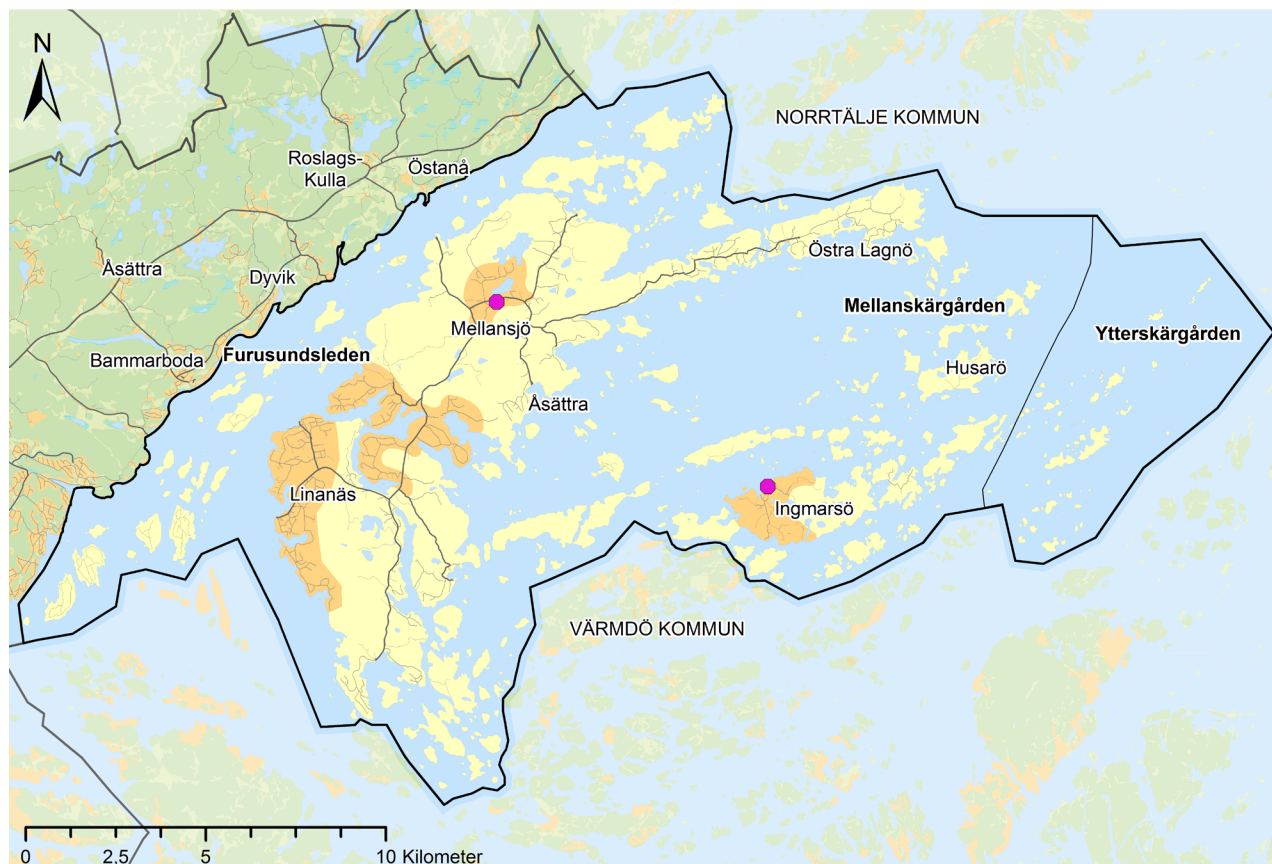 N
NORRTÄLJE KOMMUN
Roslags-
Kulla
Östanå
Åsättra
Dyvik
Östra Lagnö
Mellansjö
Mellanskärgården
Ytterskärgården
Bammarboda
Furusundsleden
Husarö
Åsättra
Linanäs
Ingmarsö
VÄRMDÖ KOMMUN
0 2,5 5 10 Kilometer